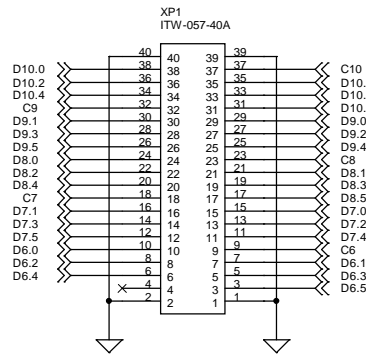 XP1
ITW-057-40A
40 40 39 39
D10.0 38 38 37 37 C10
D10.2 36 36 35 35 D10.
D10.4 34 34 33 33 D10.
C9 32 32 31 31 D10.
D9.1 30 30 29 29 D9.0
D9.3 28 28 27 27 D9.2
D9.5 26 26 25 25 D9.4
D8.0 24 24 23 23 C8
D8.2 22 22 21 21 D8.1
D8.4 20 20 19 19 D8.3
C7 18 18 17 17 D8.5
D7.1 16 16 15 15 D7.0
D7.3 14 14 13 13 D7.2
D7.5 12 12 11 11 D7.4
D6.0 10 10 9 9 C6
D6.2 8 8 7 7 D6.1
D6.4 6 6 5 5 D6.3
4 4 3 3 D6.5
2 2 1 1